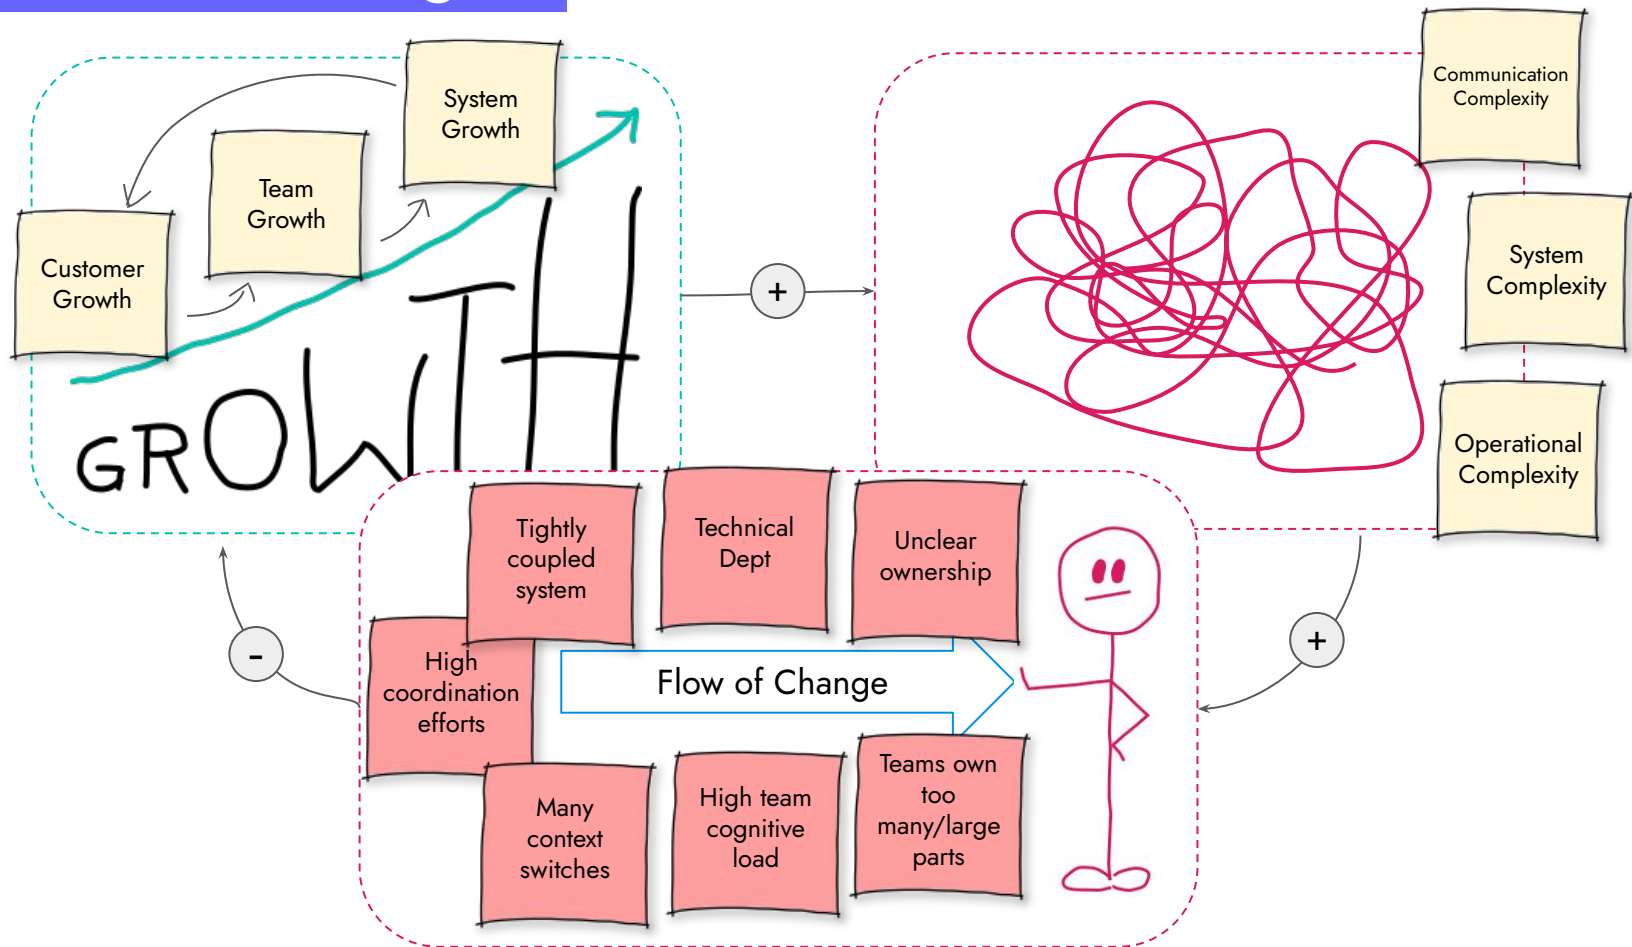 System
Growth
Team
Growth
Customer
Growth
GROWTH
+
Communication
Complexity
System
Complexity
Operational
Complexity
+
-
Tightly
coupled
system
Technical
Dept
Unclear
ownership
High
coordination
efforts
Flow of Change
Many
context
switches
High team
cognitive
load
Teams own
too
many/large
parts